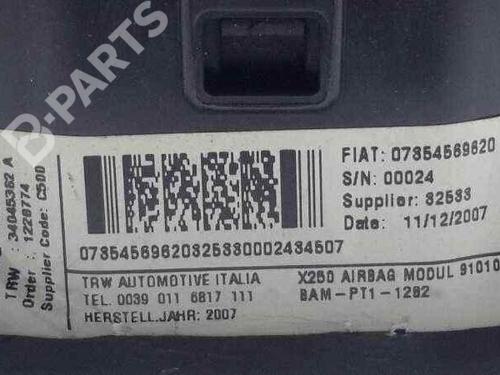 B-PARTS
TRW : 34045362 A
Order : 1226774
Supplier Code: C500
FIAT: 07354569620
S/N: 00024
Supplier: 32533
Date: 11/12/2007
07354569620325330002434507
TRW AUTOMOTIVE ITALIA
TEL. 0039 011 6817 111
HERSTELL.JAHR: 2007
X250 AIRBAG MODUL 91010
BAM-PT1-1282